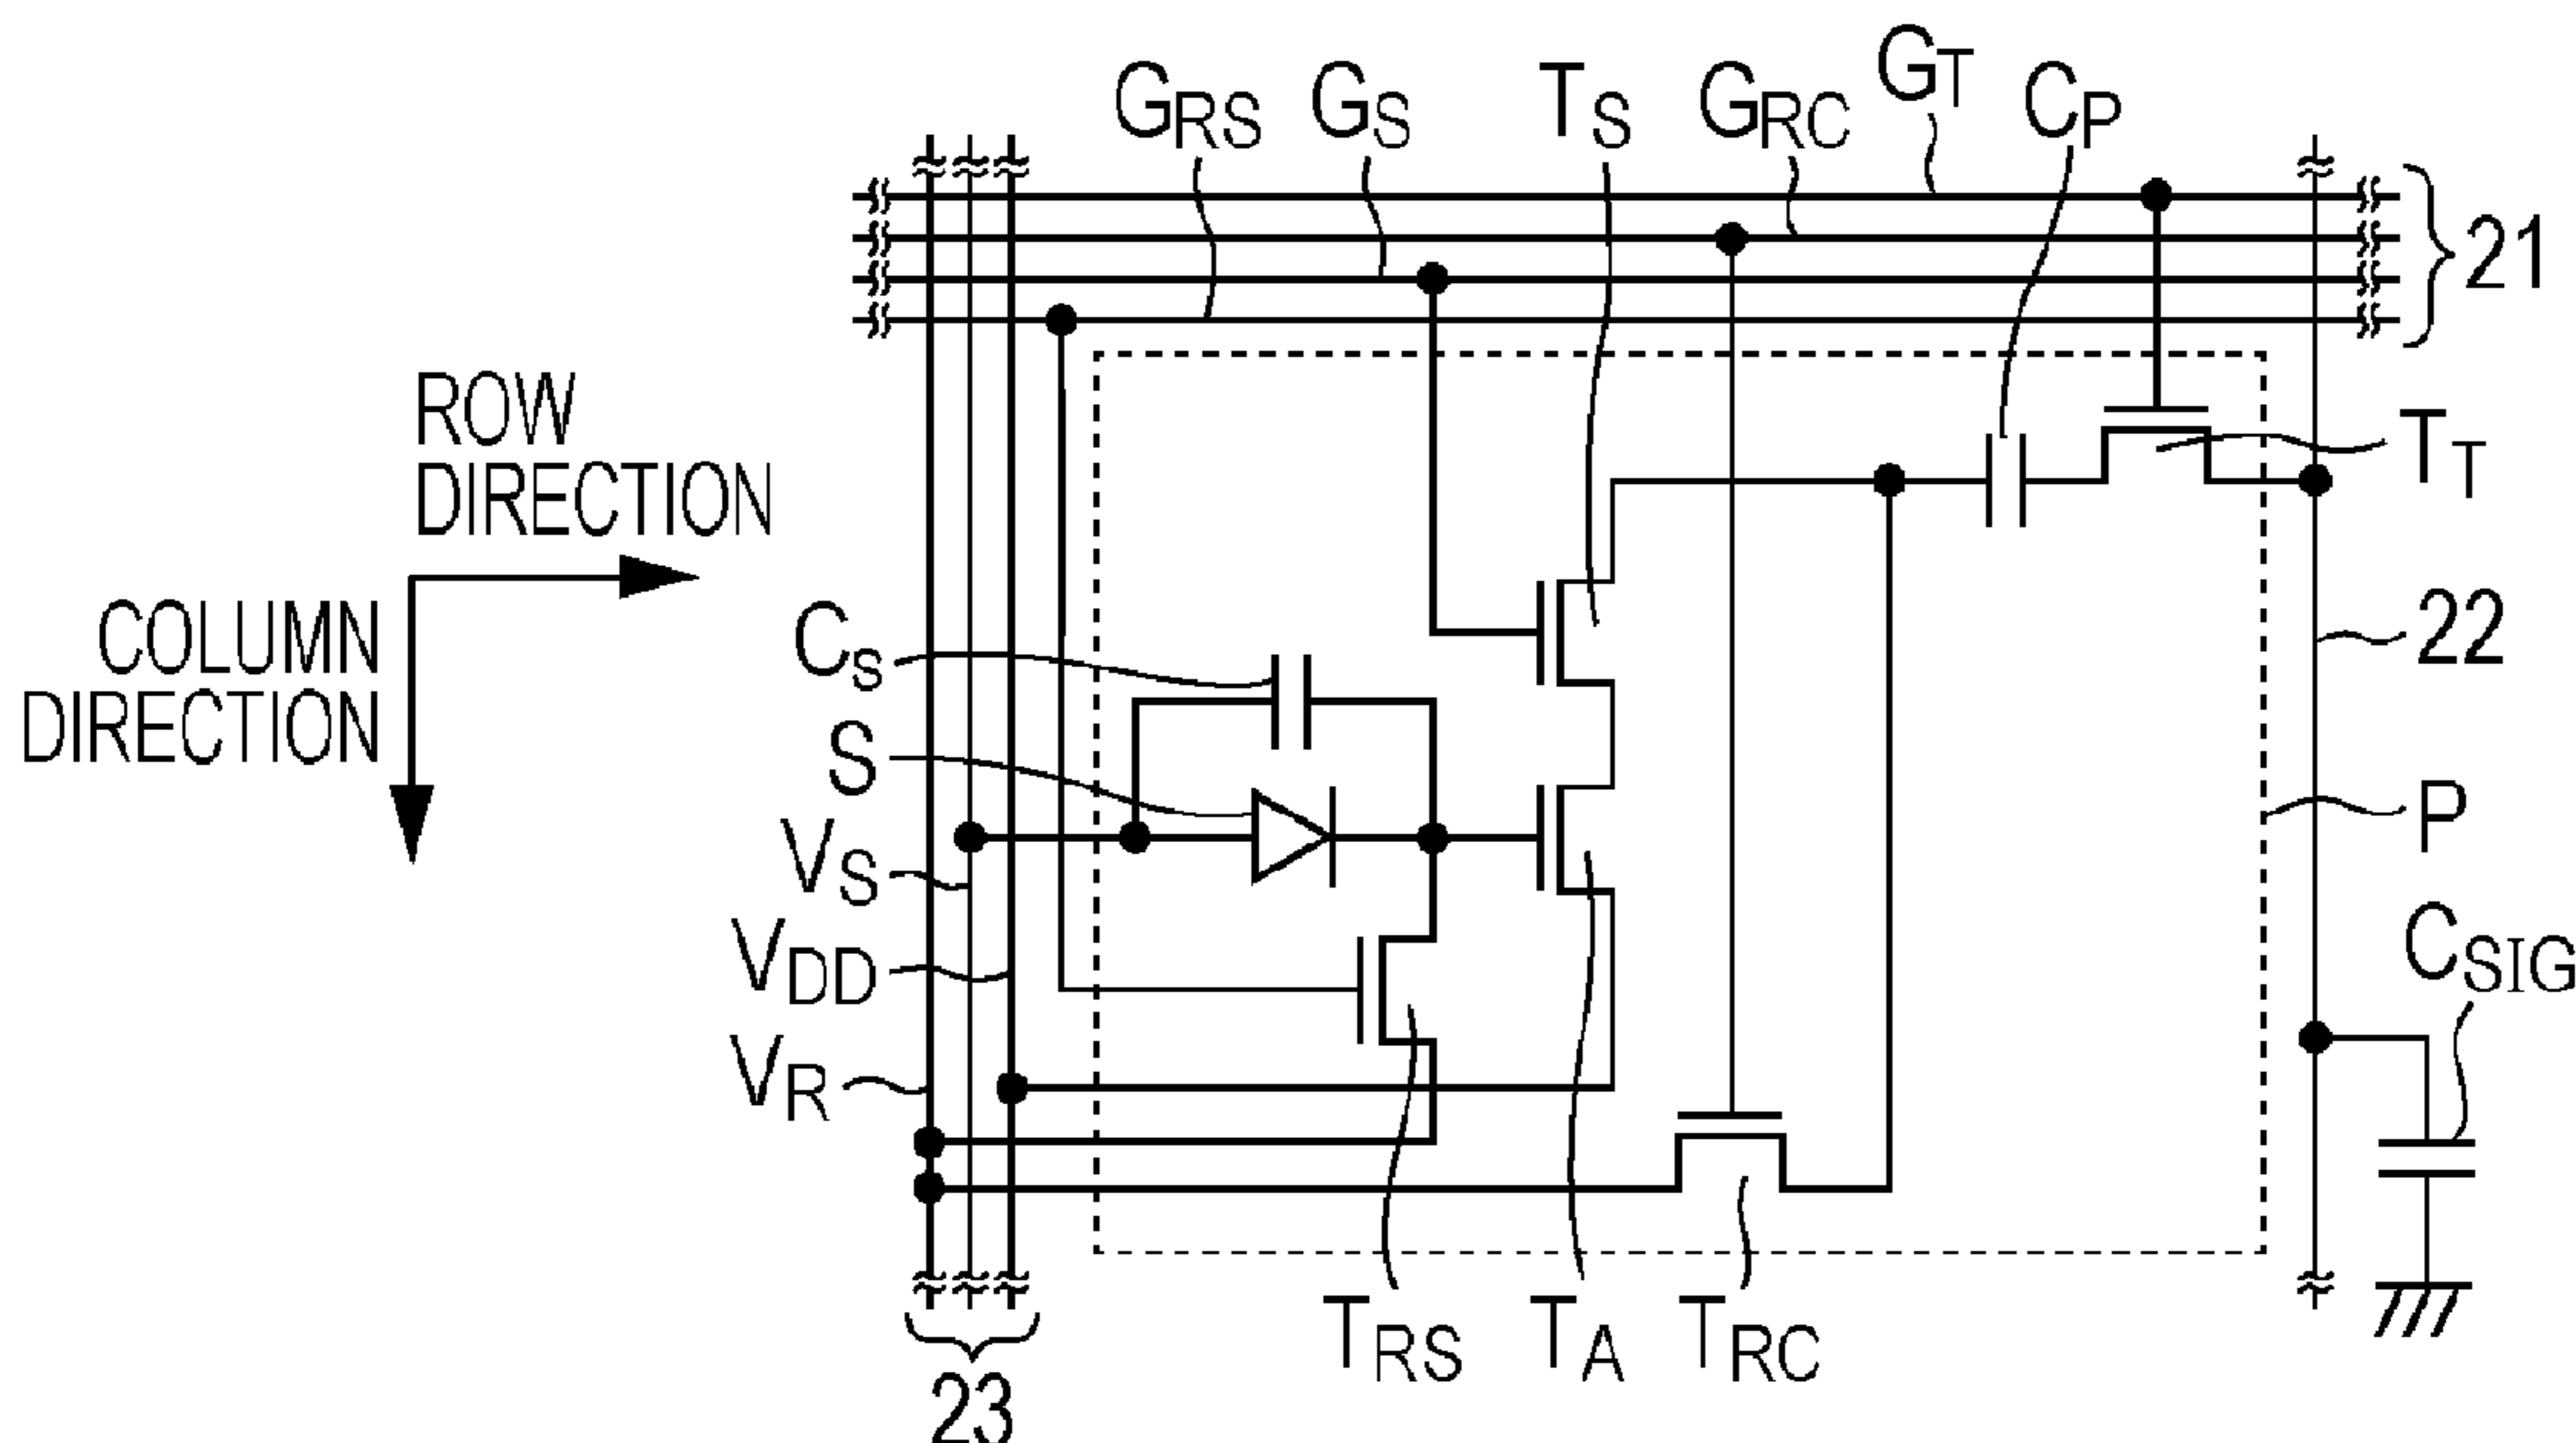 GRS GS TS GRC GT CP
21
ROW
DIRECTION
TT
COLUMN
DIRECTION
CS
22
S
VS
P
VDD
CSIG
VR
TRS TA TRC
23